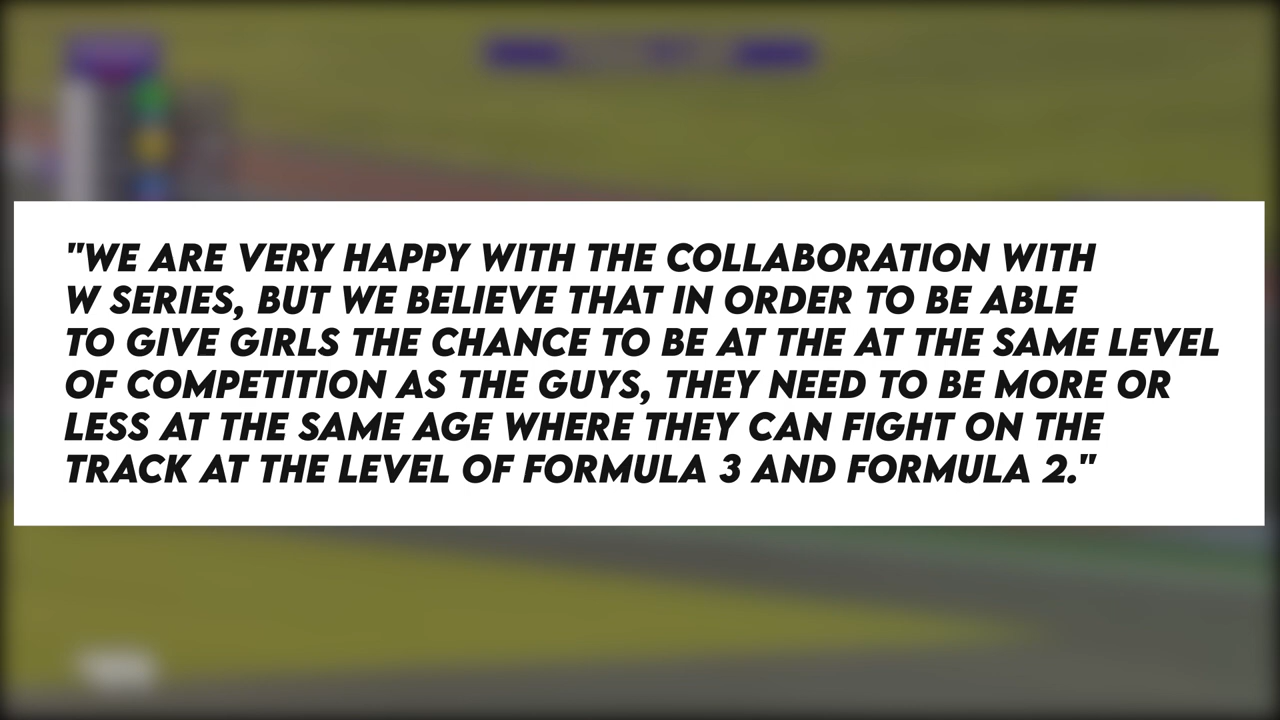 "WE ARE VERY HAPPY WITH THE COLLABORATION WITH
W SERIES, BUT WE BELIEVE THAT IN ORDER TO BE ABLE
TO GIVE GIRLS THE CHANCE TO BE AT THE AT THE SAME LEVEL
OF COMPETITION AS THE GUYS, THEY NEED TO BE MORE OR
LESS AT THE SAME AGE WHERE THEY CAN FIGHT ON THE
TRACK AT THE LEVEL OF FORMULA 3 AND FORMULA 2."